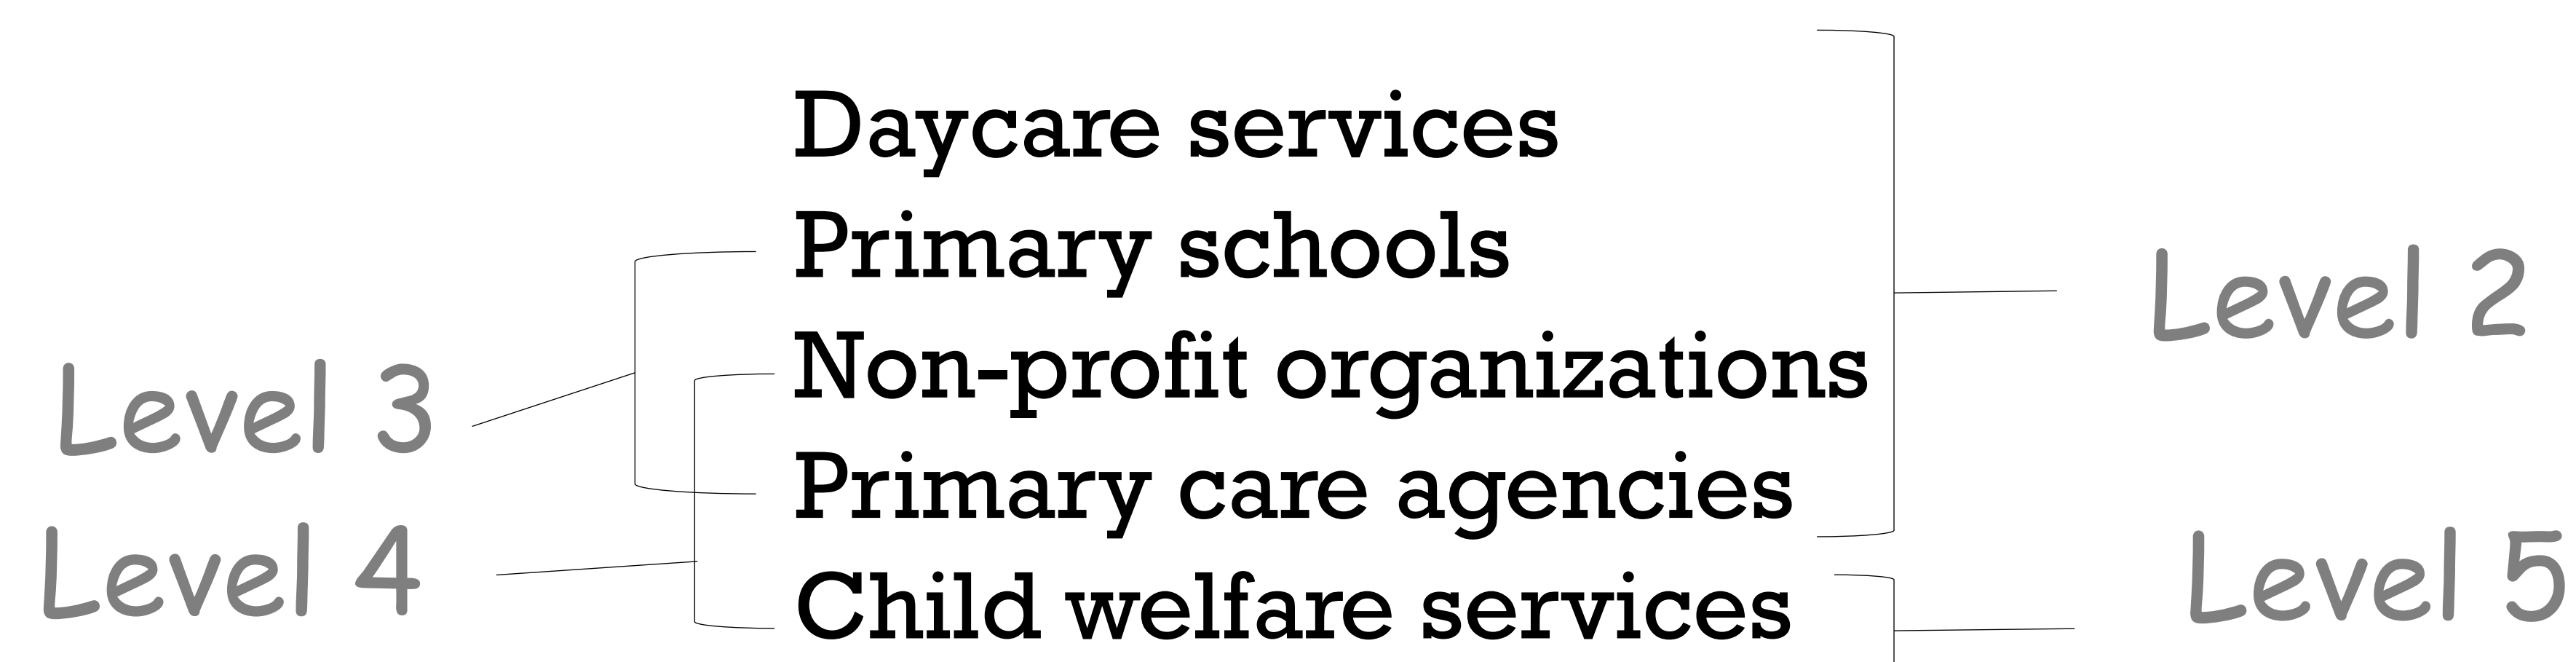 Daycare services
Primary schools
Level 2
Non-profit organizations
Level 3
Primary care agencies
Level 4
Child welfare services
Level 5